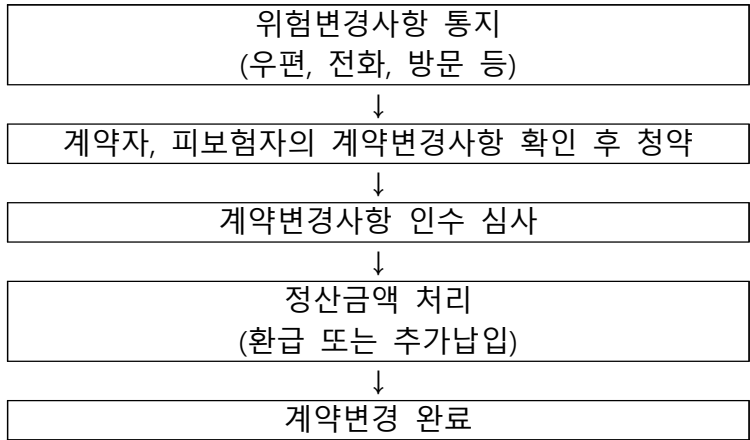 위험변경사항 통지
(우편, 전화, 방문 등)
↓
계약자, 피보험자의 계약변경사항 확인 후 청약
↓
계약변경사항 인수 심사
↓
정산금액 처리
(환급 또는 추가납입)
↓
계약변경 완료